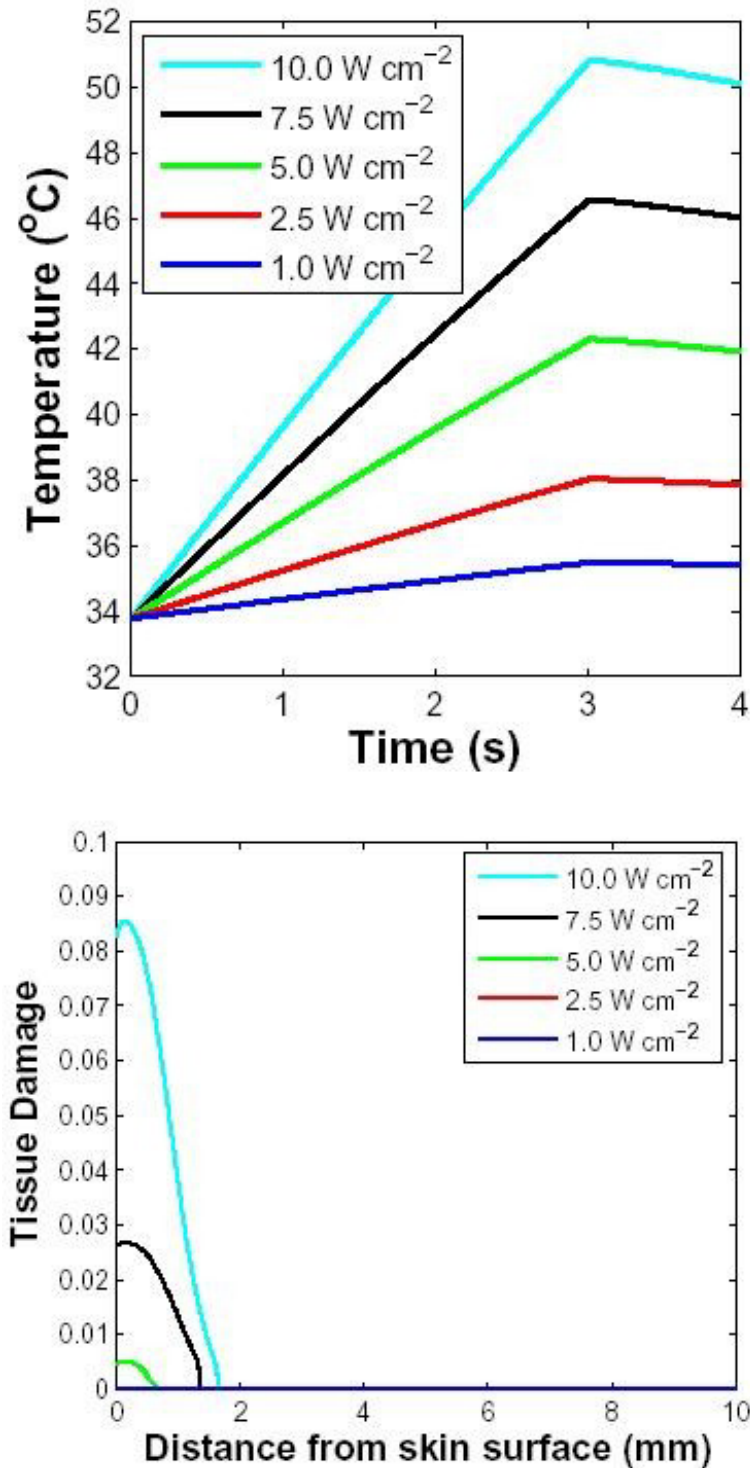 52
50
48
46
44
42
40
38
36
34
32
Temperature (°C)
10.0 W cm⁻²
7.5 W cm⁻²
5.0 W cm⁻²
2.5 W cm⁻²
1.0 W cm⁻²
0 1 2 3 4
Time (s)
0.1
0.09
0.08
0.07
0.06
0.05
0.04
0.03
0.02
0.01
0
Tissue Damage
10.0 W cm⁻²
7.5 W cm⁻²
5.0 W cm⁻²
2.5 W cm⁻²
1.0 W cm⁻²
0 2 4 6 8 10
Distance from skin surface (mm)